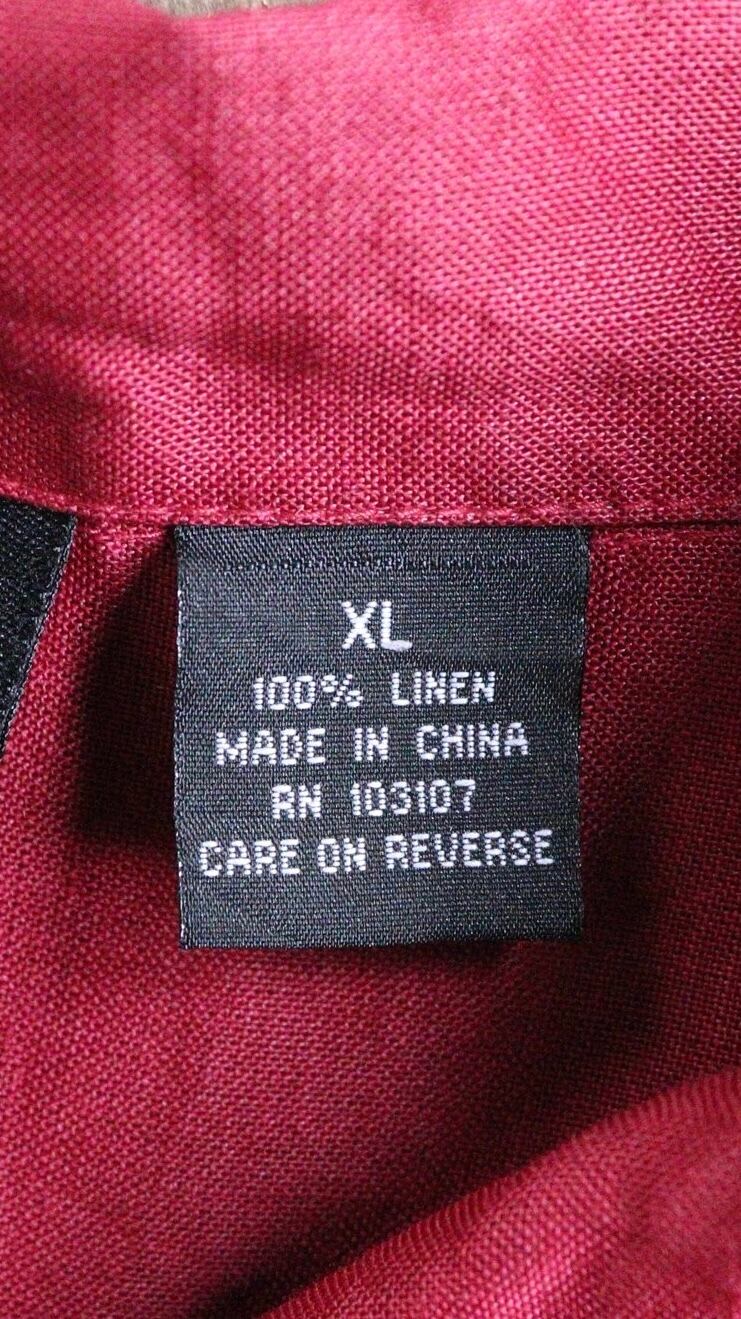 XL
100% LINEN
MADE IN CHINA
RN 103107
CARE ON REVERSE